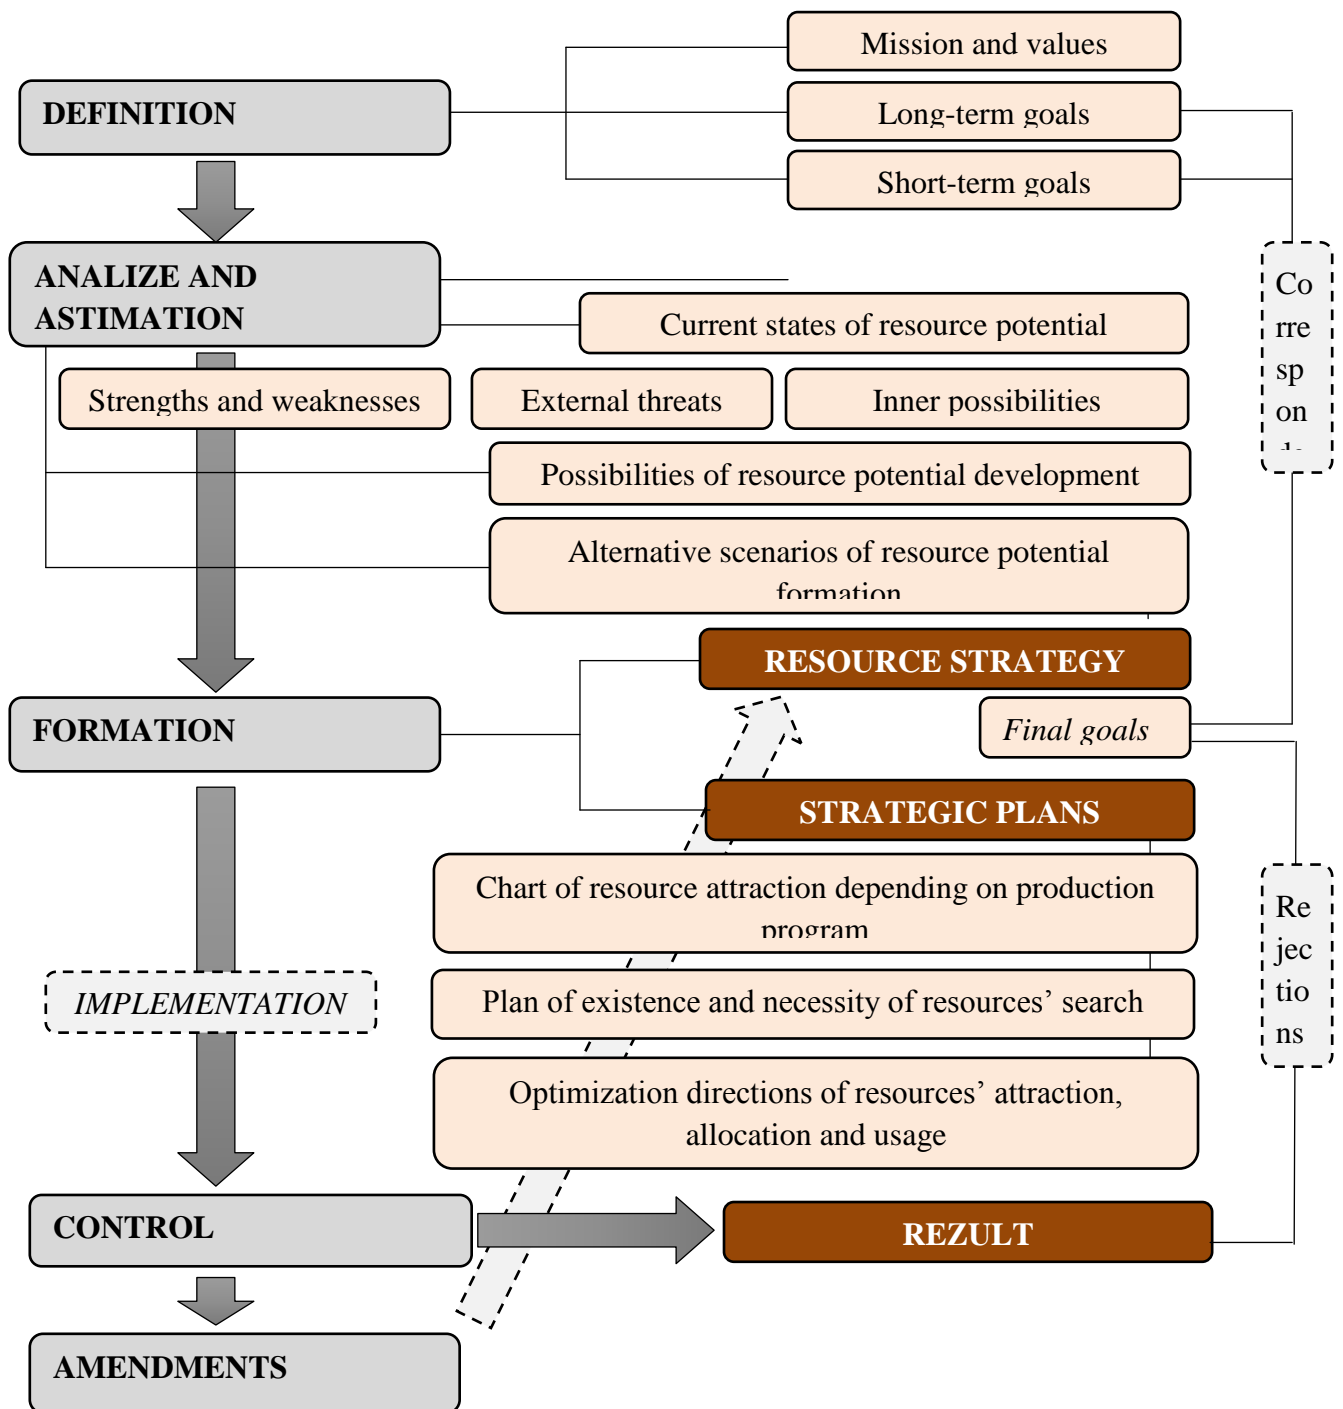 Mission and values
DEFINITION
Long-term goals
Short-term goals
ANALIZE AND
ASTIMATION
Current states of resource potential
Co
rre
sp
on
Strengths and weaknesses
External threats
Inner possibilities
Possibilities of resource potential development
Alternative scenarios of resource potential
formation
RESOURCE STRATEGY
FORMATION
Final goals
STRATEGIC PLANS
Chart of resource attraction depending on production
program
Re
jec
tio
ns
IMPLEMENTATION
Plan of existence and necessity of resources’ search
Optimization directions of resources’ attraction,
allocation and usage
CONTROL
REZULT
AMENDMENTS